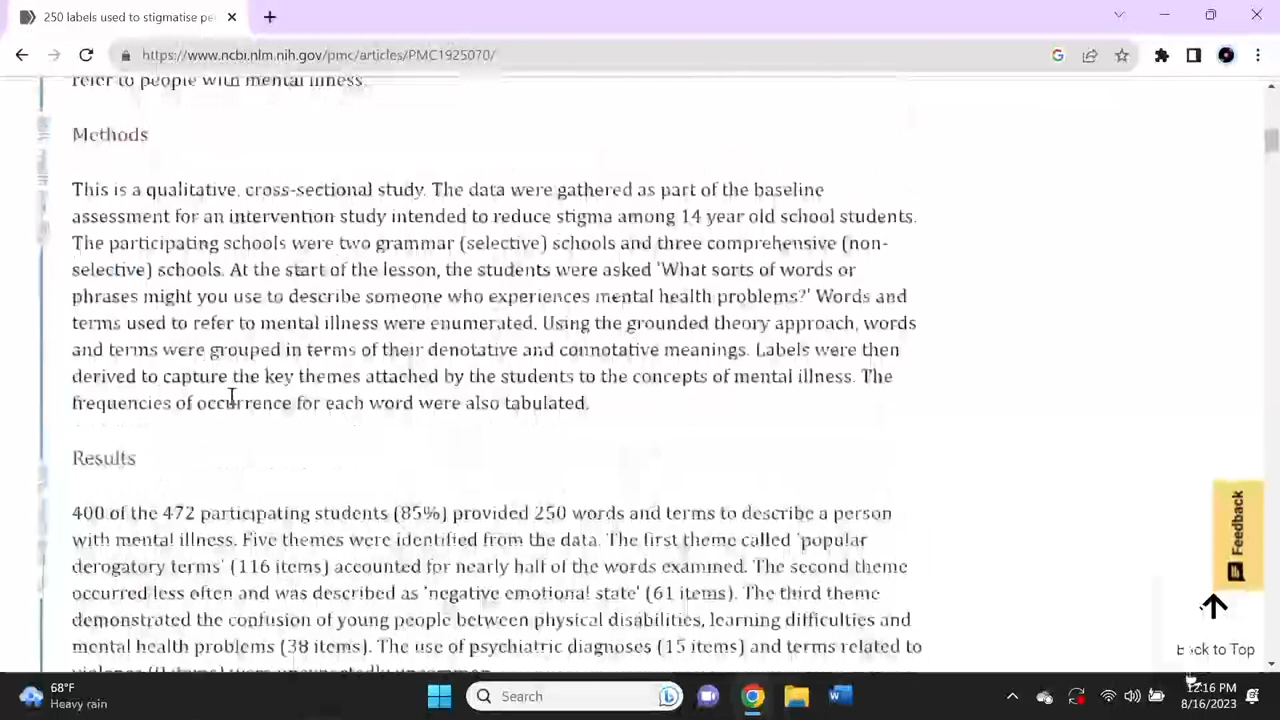 250 labels used to stigmatise pe
https://www.ncbi.nlm.nih.gov/pmc/articles/PMC1925070/
refer to people with mental illness.
Methods
This is a qualitative, cross-sectional study. The data were gathered as part of the baseline
assessment for an intervention study intended to reduce stigma among 14 year old school students.
The participating schools were two grammar (selective) schools and three comprehensive (non-
selective) schools. At the start of the lesson, the students were asked 'What sorts of words or
phrases might you use to describe someone who experiences mental health problems?' Words and
terms used to refer to mental illness were enumerated. Using the grounded theory approach, words
and terms were grouped in terms of their denotative and connotative meanings. Labels were then
derived to capture the key themes attached by the students to the concepts of mental illness. The
frequencies of occurrence for each word were also tabulated.
Results
400 of the 472 participating students (85%) provided 250 words and terms to describe a person
with mental illness. Five themes were identified from the data. The first theme called 'popular
derogatory terms' (116 items) accounted for nearly half of the words examined. The second theme
occurred less often and was described as 'negative emotional state' (61 items). The third theme
demonstrated the confusion of young people between physical disabilities, learning difficulties and
mental health problems (38 items). The use of psychiatric diagnoses (15 items) and terms related to
violence (9 items) were unexpectedly uncommon.
Feedback
Back to Top
68°F
Heavy rain
Search
12:16 PM
8/16/2023